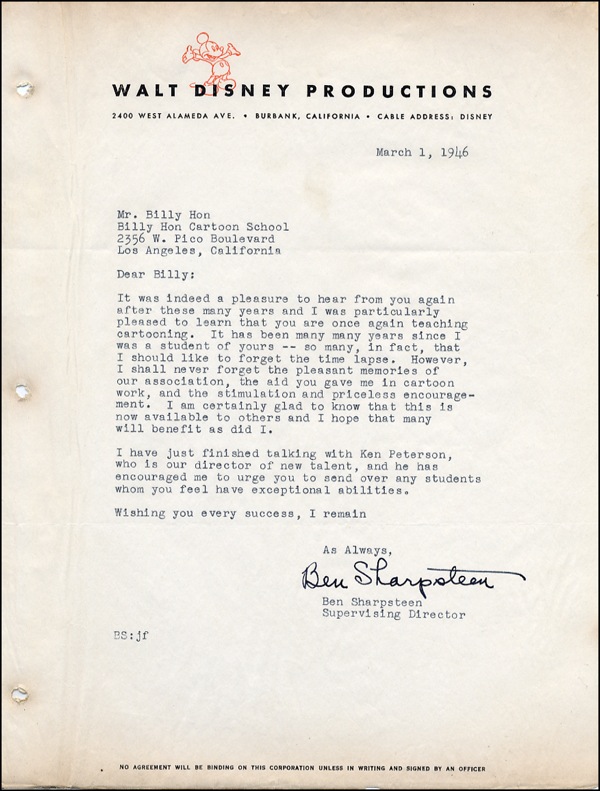 WALT DISNEY PRODUCTIONS
2400 WEST ALAMEDA AVE. • BURBANK, CALIFORNIA • CABLE ADDRESS: DISNEY
March 1, 1946
Mr. Billy Hon
Billy Hon Cartoon School
2356 W. Pico Boulevard
Los Angeles, California
Dear Billy:
It was indeed a pleasure to hear from you again
after these many years and I was particularly
pleased to learn that you are once again teaching
cartooning. It has been many many years since I
was a student of yours -- so many, in fact, that
I should like to forget the time lapse. However,
I shall never forget the pleasant memories of
our association, the aid you gave me in cartoon
work, and the stimulation and priceless encourage-
ment. I am certainly glad to know that this is
now available to others and I hope that many
will benefit as did I.
I have just finished talking with Ken Peterson,
who is our director of new talent, and he has
encouraged me to urge you to send over any students
whom you feel have exceptional abilities.
Wishing you every success, I remain
As Always,
Ben Sharpsteen
Ben Sharpsteen
Supervising Director
BS:jf
NO AGREEMENT WILL BE BINDING ON THIS CORPORATION UNLESS IN WRITING AND SIGNED BY AN OFFICER